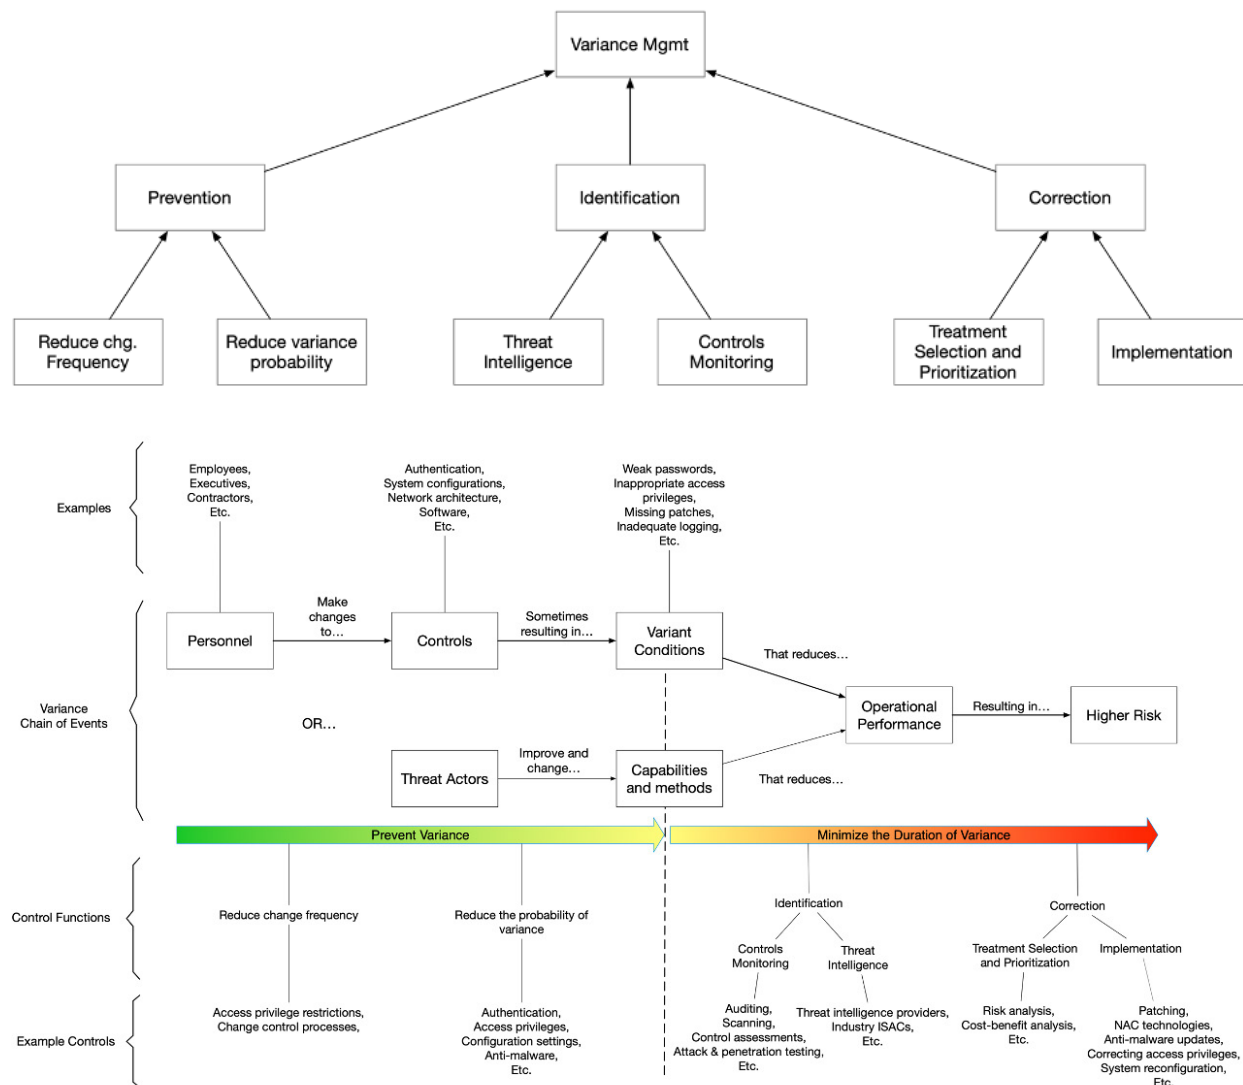 Variance Mgmt
Prevention
Identification
Correction
Reduce chg.
Frequency
Reduce variance
probability
Threat
Intelligence
Controls
Monitoring
Treatment
Selection and
Prioritization
Implementation
Examples
Employees,
Executives,
Contractors,
Etc.
Authentication,
System configurations,
Network architecture,
Software,
Etc.
Weak passwords,
Inappropriate access
privileges,
Missing patches,
Inadequate logging,
Etc.
Variance
Chain of Events
Personnel
Make
changes
to...
Controls
Sometimes
resulting in...
Variant
Conditions
That reduces...
Operational
Performance
Resulting in...
Higher Risk
OR...
Threat Actors
Improve and
change...
Capabilities
and methods
That reduces...
Prevent Variance
Minimize the Duration of Variance
Control Functions
Reduce change frequency
Reduce the probability of
variance
Identification
Controls
Monitoring
Threat
Intelligence
Correction
Treatment Selection
and Prioritization
Implementation
Example Controls
Access privilege restrictions,
Change control processes,
Authentication,
Access privileges,
Configuration settings,
Anti-malware,
Etc.
Auditing,
Scanning,
Control assessments,
Attack & penetration testing,
Etc.
Threat intelligence providers,
Industry ISACs,
Etc.
Risk analysis,
Cost-benefit analysis,
Etc.
Patching,
NAC technologies,
Anti-malware updates,
Correcting access privileges,
System reconfiguration,
Etc.